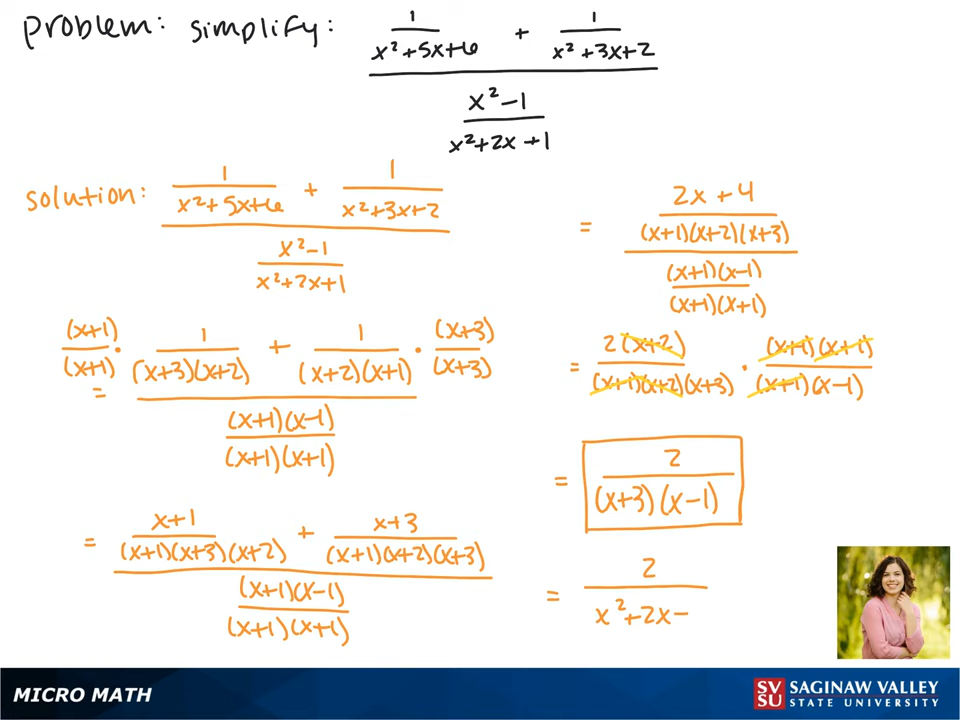 problem: simplify: 1/(x²+5x+6) + 1/(x²+3x+2)
x²-1
x²+2x+1
solution: 1/(x²+5x+6) + 1/(x²+3x+2)
x²-1
x²+2x+1
(x+1)/(x+1) · 1/((x+3)(x+2)) + 1/((x+2)(x+1)) · (x+3)/(x+3)
=
(x+1)(x-1)
(x+1)(x+1)
= (x+1)/((x+1)(x+3)(x+2)) + (x+3)/((x+1)(x+2)(x+3))
(x+1)(x-1)
(x+1)(x+1)
2x+4
= (x+1)(x+2)(x+3)
(x+1)(x-1)
(x+1)(x+1)
= 2(x+2)/((x+1)(x+2)(x+3)) · (x+1)(x+1)/((x+1)(x-1))
= 2/((x+3)(x-1))
= 2/(x²+2x-
MICRO MATH
SV SU SAGINAW VALLEY
STATE UNIVERSITY